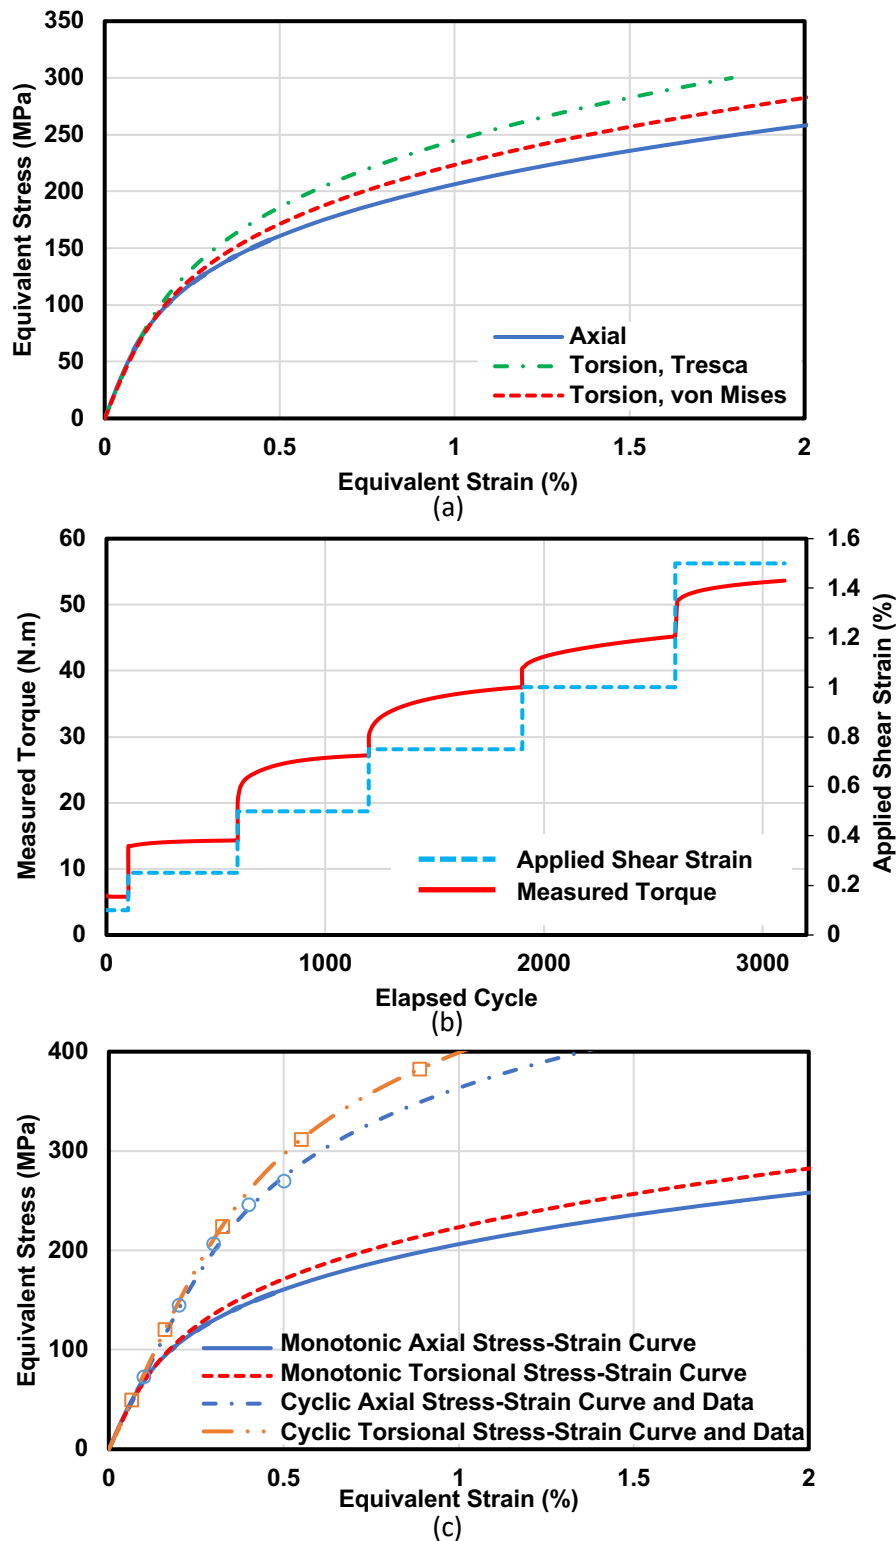 350
300
250
200
150
100
50
0
0 0.5 1 1.5 2
Equivalent Stress (MPa)
Equivalent Strain (%)
Axial
Torsion, Tresca
Torsion, von Mises
(a)
60
50
40
30
20
10
0
0 1000 2000 3000
1.6
1.4
1.2
1
0.8
0.6
0.4
0.2
0
Measured Torque (N.m)
Applied Shear Strain (%)
Elapsed Cycle
Applied Shear Strain
Measured Torque
(b)
400
300
200
100
0
0 0.5 1 1.5 2
Equivalent Stress (MPa)
Equivalent Strain (%)
Monotonic Axial Stress-Strain Curve
Monotonic Torsional Stress-Strain Curve
Cyclic Axial Stress-Strain Curve and Data
Cyclic Torsional Stress-Strain Curve and Data
(c)